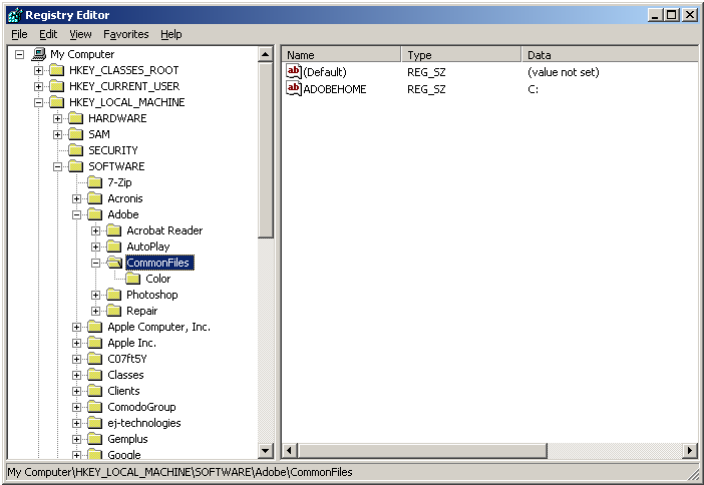 Registry Editor
File Edit View Favorites Help
My Computer
HKEY_CLASSES_ROOT
HKEY_CURRENT_USER
HKEY_LOCAL_MACHINE
HARDWARE
SAM
SECURITY
SOFTWARE
7-Zip
Acronis
Adobe
Acrobat Reader
AutoPlay
CommonFiles
Color
Photoshop
Repair
Apple Computer, Inc.
Apple Inc.
C07ft5Y
Classes
Clients
ComodoGroup
ej-technologies
Gemplus
Google
Name Type Data
ab (Default) REG_SZ (value not set)
ab ADOBEHOME REG_SZ C:
My Computer\HKEY_LOCAL_MACHINE\SOFTWARE\Adobe\CommonFiles